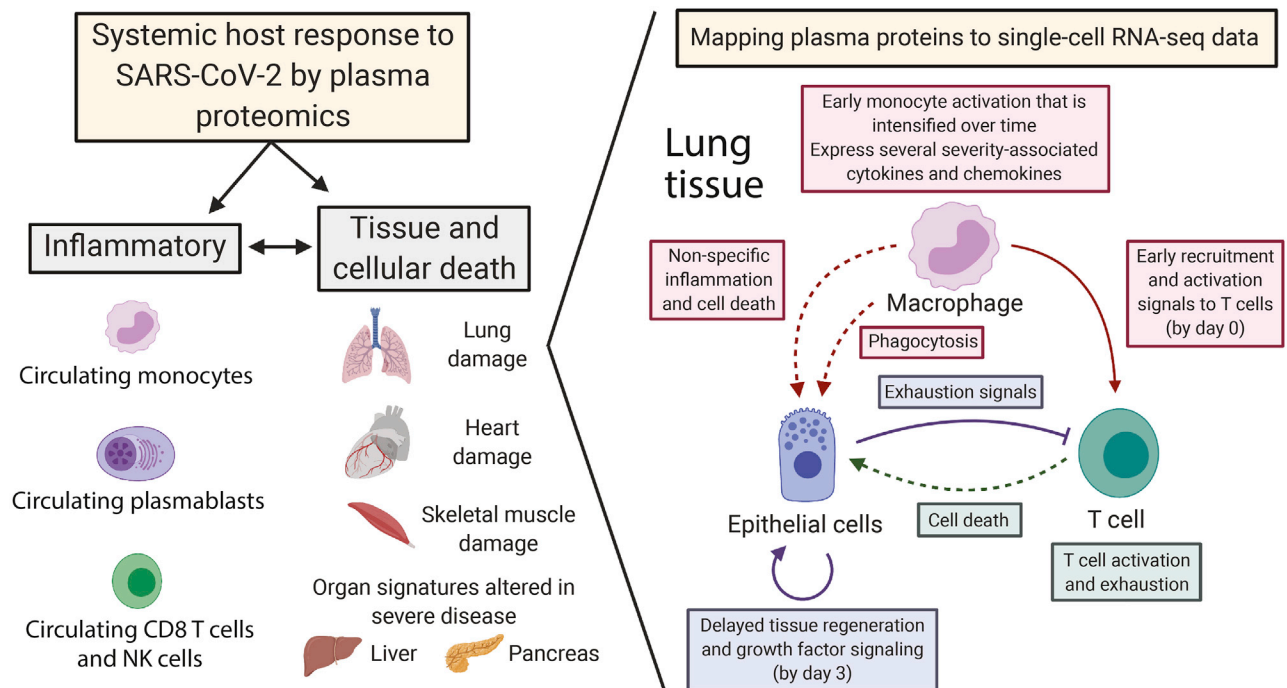 Systemic host response to
SARS-CoV-2 by plasma
proteomics
Inflammatory
Tissue and
cellular death
Circulating monocytes
Circulating plasmablasts
Circulating CD8 T cells
and NK cells
Lung
damage
Heart
damage
Skeletal muscle
damage
Organ signatures altered in
severe disease
Liver
Pancreas
Mapping plasma proteins to single-cell RNA-seq data
Lung
tissue
Early monocyte activation that is
intensified over time
Express several severity-associated
cytokines and chemokines
Macrophage
Non-specific
inflammation
and cell death
Phagocytosis
Early recruitment
and activation
signals to T cells
(by day 0)
Exhaustion signals
Epithelial cells
Cell death
T cell
T cell activation
and exhaustion
Delayed tissue regeneration
and growth factor signaling
(by day 3)